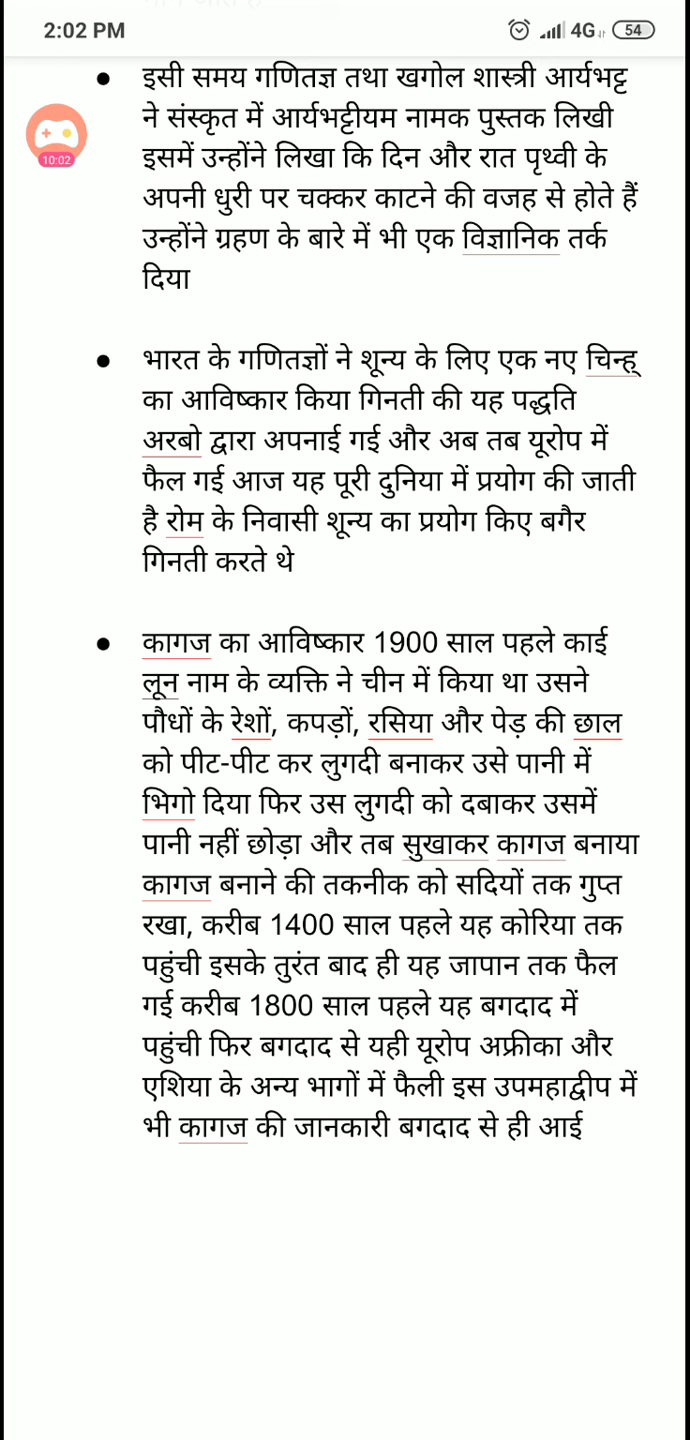 2:02 PM
4G
54
• इसी समय गणितज्ञ तथा खगोल शास्त्री आर्यभट्ट
ने संस्कृत में आर्यभट्टीयम नामक पुस्तक लिखी
10:02
इसमें उन्होंने लिखा कि दिन और रात पृथ्वी के
अपनी धुरी पर चक्कर काटने की वजह से होते हैं
उन्होंने ग्रहण के बारे में भी एक विज्ञानिक तर्क
दिया
• भारत के गणितज्ञों ने शून्य के लिए एक नए चिन्ह्
का आविष्कार किया गिनती की यह पद्धति
अरबो द्वारा अपनाई गई और अब तब यूरोप में
फैल गई आज यह पूरी दुनिया में प्रयोग की जाती
है रोम के निवासी शून्य का प्रयोग किए बगैर
गिनती करते थे
• कागज का आविष्कार 1900 साल पहले काई
लून नाम के व्यक्ति ने चीन में किया था उसने
पौधों के रेशों, कपड़ों, रसिया और पेड़ की छाल
को पीट-पीट कर लुगदी बनाकर उसे पानी में
भिगो दिया फिर उस लुगदी को दबाकर उसमें
पानी नहीं छोड़ा और तब सुखाकर कागज बनाया
कागज बनाने की तकनीक को सदियों तक गुप्त
रखा, करीब 1400 साल पहले यह कोरिया तक
पहुंची इसके तुरंत बाद ही यह जापान तक फैल
गई करीब 1800 साल पहले यह बगदाद में
पहुंची फिर बगदाद से यही यूरोप अफ्रीका और
एशिया के अन्य भागों में फैली इस उपमहाद्वीप में
भी कागज की जानकारी बगदाद से ही आई